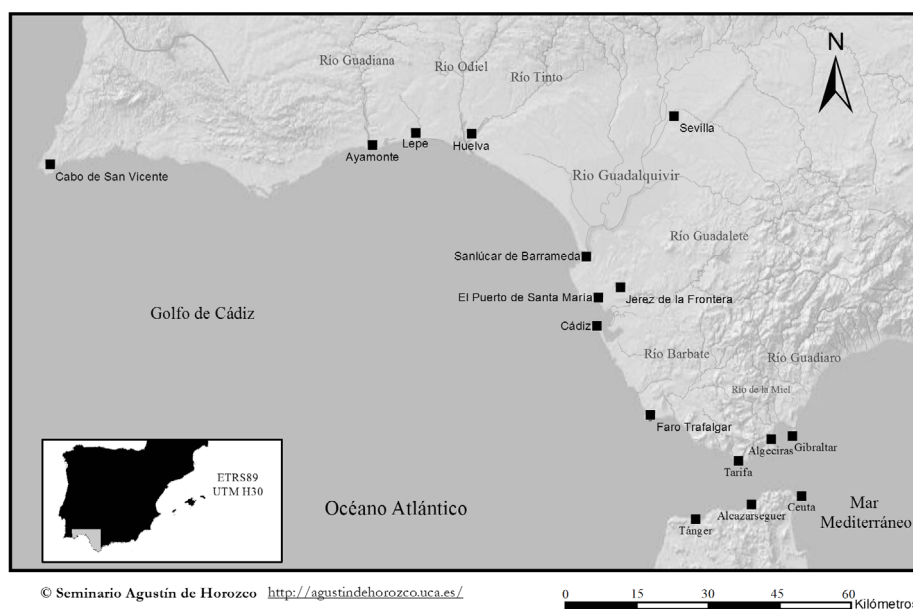 N
Río Guadiana
Río Odiel
Río Tinto
Sevilla
Lepe
Huelva
Ayamonte
Cabo de San Vicente
Río Guadalquivir
Río Guadalete
Sanlúcar de Barrameda
El Puerto de Santa María
Jerez de la Frontera
Golfo de Cádiz
Cádiz
Río Barbate
Río Guadiaro
Río de la Miel
Faro Trafalgar
Algeciras
Gibraltar
Tarifa
ETRS89
UTM H30
Océano Atlántico
Ceuta
Alcazarseguer
Tánger
Mar
Mediterráneo
© Seminario Agustín de Horozco http://agustindehorozco.uca.es/
0 15 30 45 60
Kilómetros